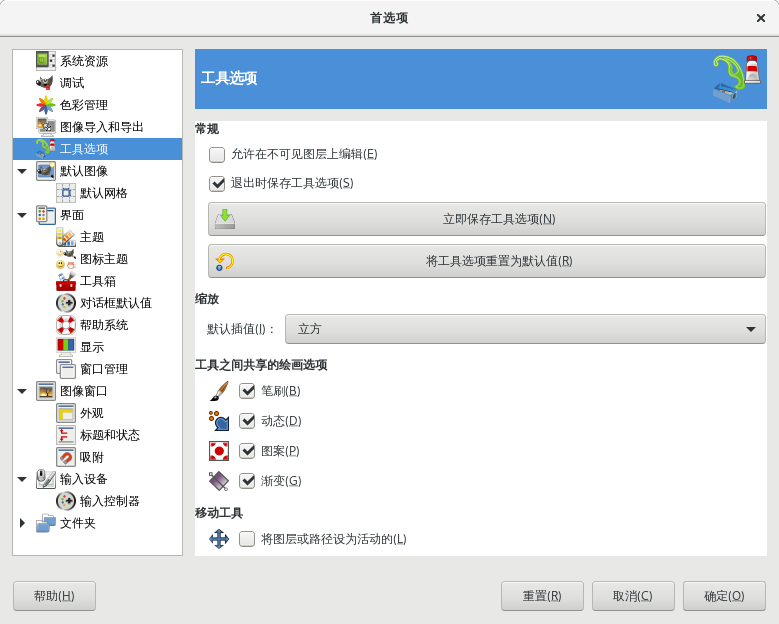 首选项
系统资源
调试
色彩管理
图像导入和导出
工具选项
默认图像
默认网格
界面
主题
图标主题
工具箱
对话框默认值
帮助系统
显示
窗口管理
图像窗口
外观
标题和状态
吸附
输入设备
输入控制器
文件夹
工具选项
常规
允许在不可见图层上编辑(E)
退出时保存工具选项(S)
立即保存工具选项(N)
将工具选项重置为默认值(R)
缩放
默认插值(I)： 立方
工具之间共享的绘画选项
笔刷(B)
动态(D)
图案(P)
渐变(G)
移动工具
将图层或路径设为活动的(L)
帮助(H) 重置(R) 取消(C) 确定(O)